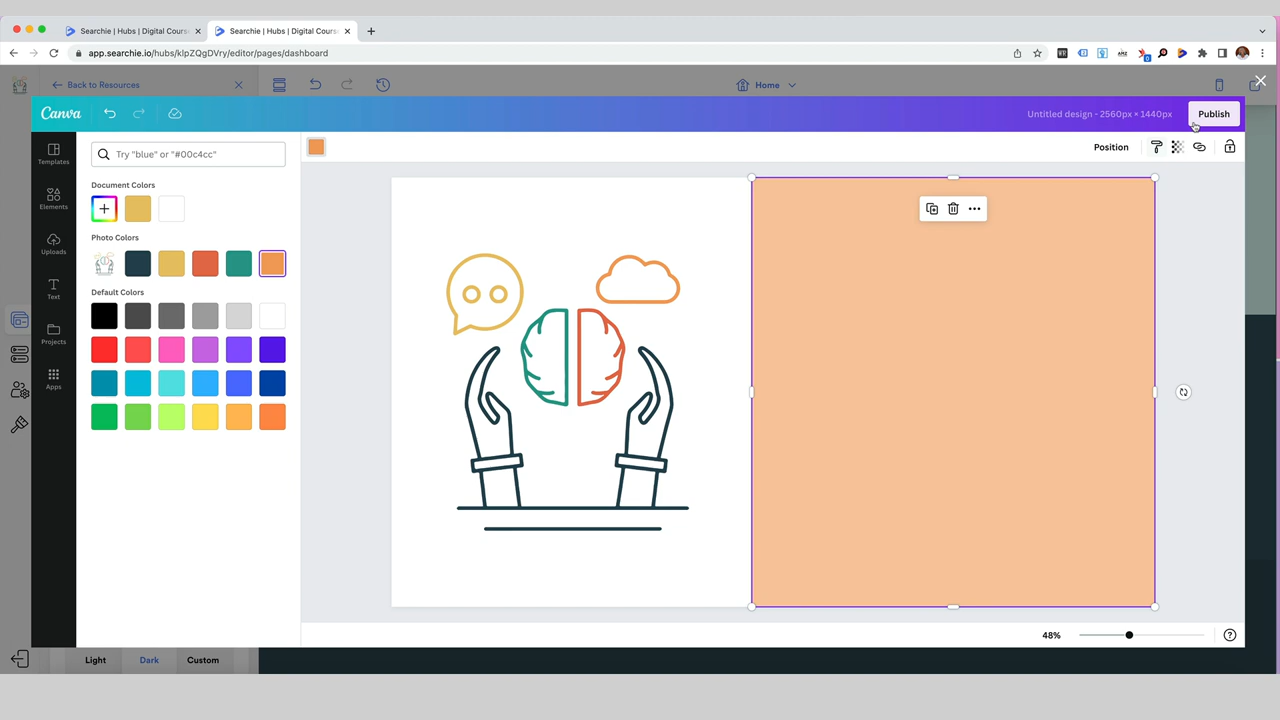 Searchie | Hubs | Digital Cours
Searchie | Hubs | Digital Cours
app.searchie.io/hubs/klpZQgDVry/editor/pages/dashboard
Back to Resources
Home
Canva
Untitled design - 2560px × 1440px
Publish
Templates
Elements
Uploads
Text
Projects
Apps
Try "blue" or "#00c4cc"
Position
Document Colors
Photo Colors
Default Colors
48%
Light
Dark
Custom